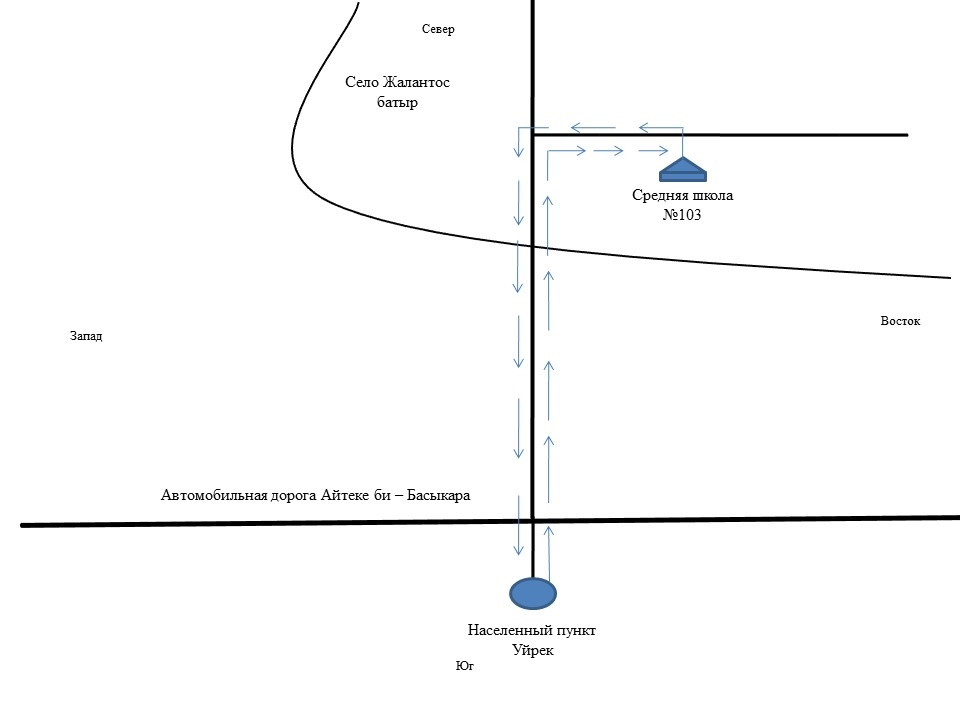 Север
Село Жалантос
батыр
Средняя школа
№103
Восток
Запад
Автомобильная дорога Айтеке би – Басыкара
Населенный пункт
Уйрек
Юг